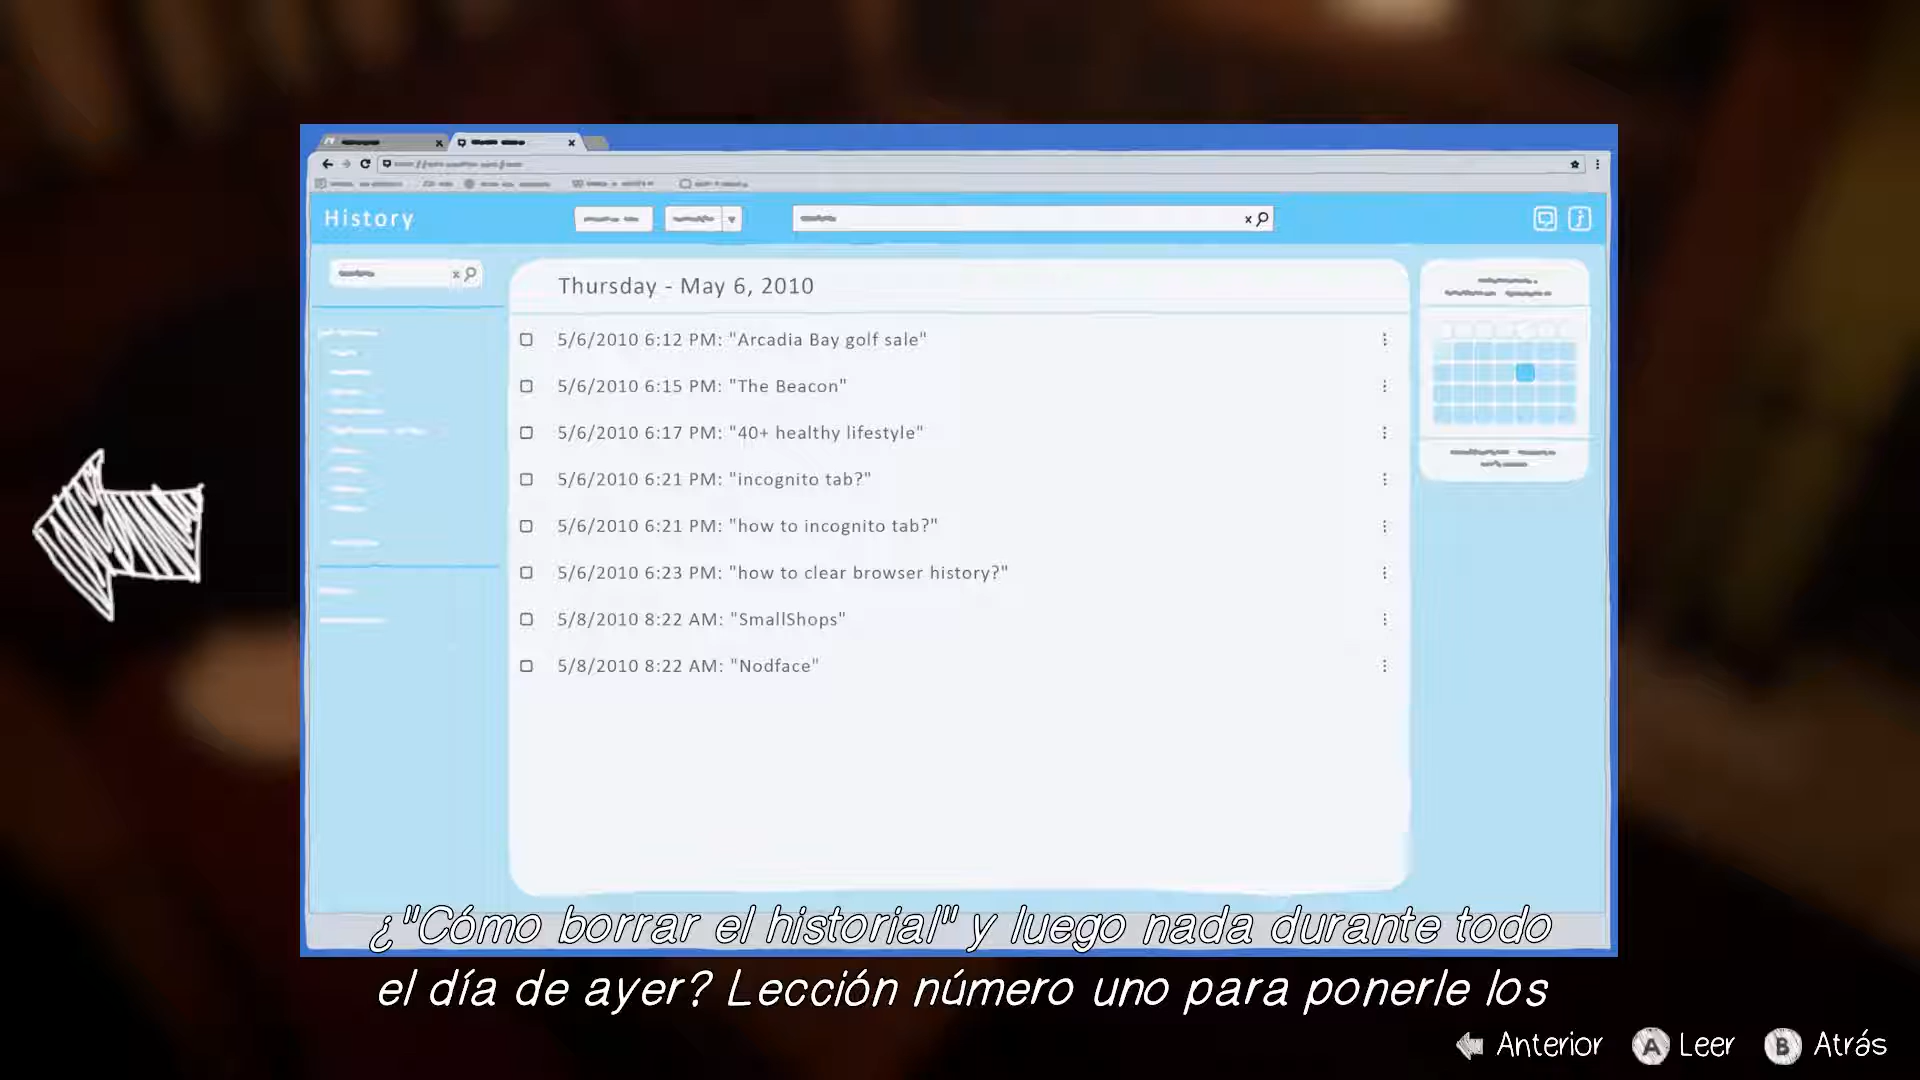 History
Thursday - May 6, 2010
5/6/2010 6:12 PM: "Arcadia Bay golf sale"
5/6/2010 6:15 PM: "The Beacon"
5/6/2010 6:17 PM: "40+ healthy lifestyle"
5/6/2010 6:21 PM: "incognito tab?"
5/6/2010 6:21 PM: "how to incognito tab?"
5/6/2010 6:23 PM: "how to clear browser history?"
5/8/2010 8:22 AM: "SmallShops"
5/8/2010 8:22 AM: "Nodface"
¿"Cómo borrar el historial" y luego nada durante todo
el día de ayer? Lección número uno para ponerle los
Anterior A Leer B Atrás